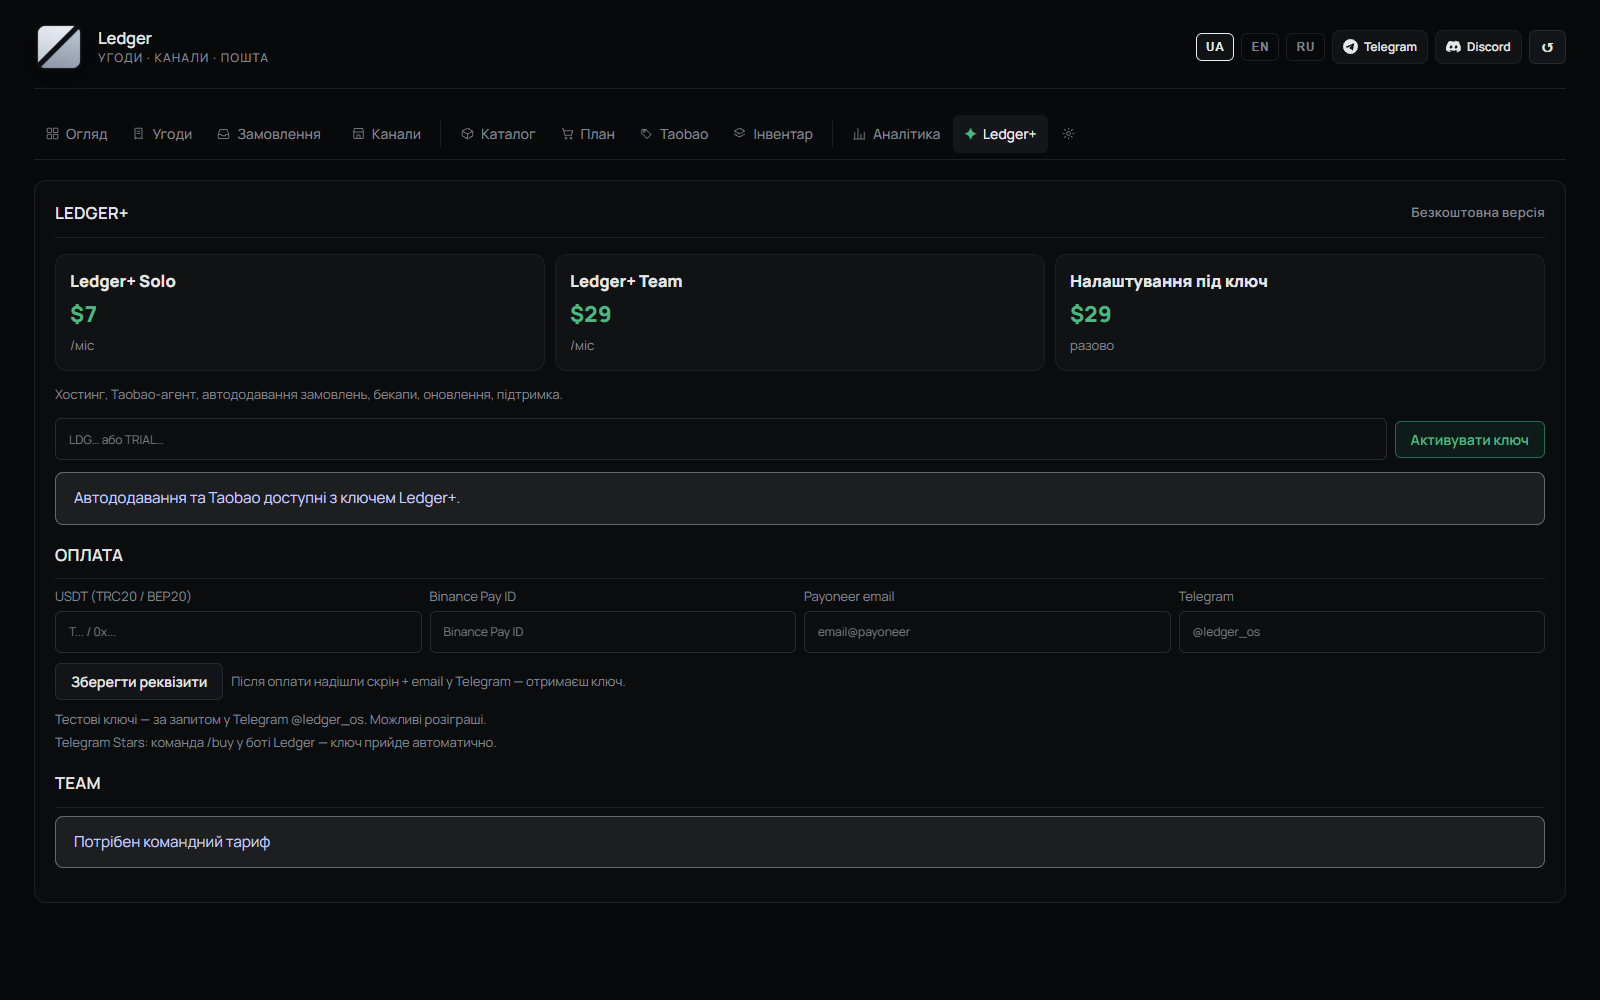 Ledger
УГОДИ · КАНАЛИ · ПОШТА
UA EN RU Telegram Discord
Огляд Угоди Замовлення Канали Каталог План Taobao Інвентар Аналітика Ledger+
LEDGER+
Безкоштовна версія
Ledger+ Solo
$7
/міс
Ledger+ Team
$29
/міс
Налаштування під ключ
$29
разово
Хостинг, Taobao-агент, автододавання замовлень, бекапи, оновлення, підтримка.
LDG... або TRIAL...
Активувати ключ
Автододавання та Taobao доступні з ключем Ledger+.
ОПЛАТА
USDT (TRC20 / BEP20)
T... / 0x...
Binance Pay ID
Binance Pay ID
Payoneer email
email@payoneer
Telegram
@ledger_os
Зберегти реквізити
Після оплати надішли скрін + email у Telegram — отримаєш ключ.
Тестові ключі — за запитом у Telegram @ledger_os. Можливі розіграші.
Telegram Stars: команда /buy у боті Ledger — ключ прийде автоматично.
TEAM
Потрібен командний тариф